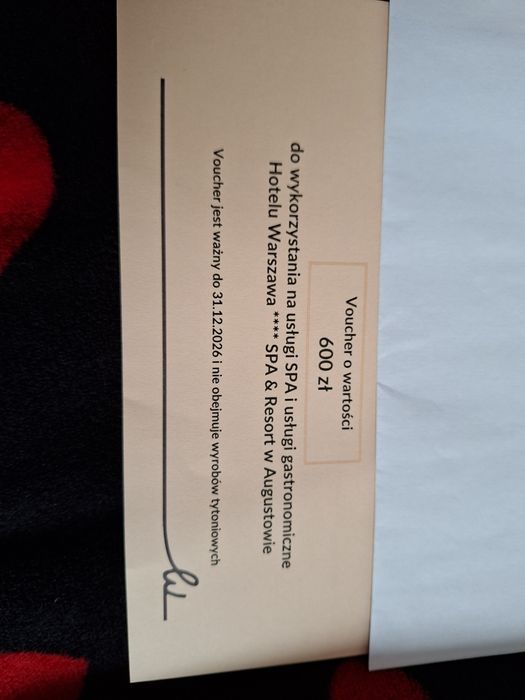 Voucher o wartości
600 zł
do wykorzystania na usługi SPA i usługi gastronomiczne
Hotelu Warszawa **** SPA & Resort w Augustowie
Voucher jest ważny do 31.12.2026 i nie obejmuje wyrobów tytoniowych